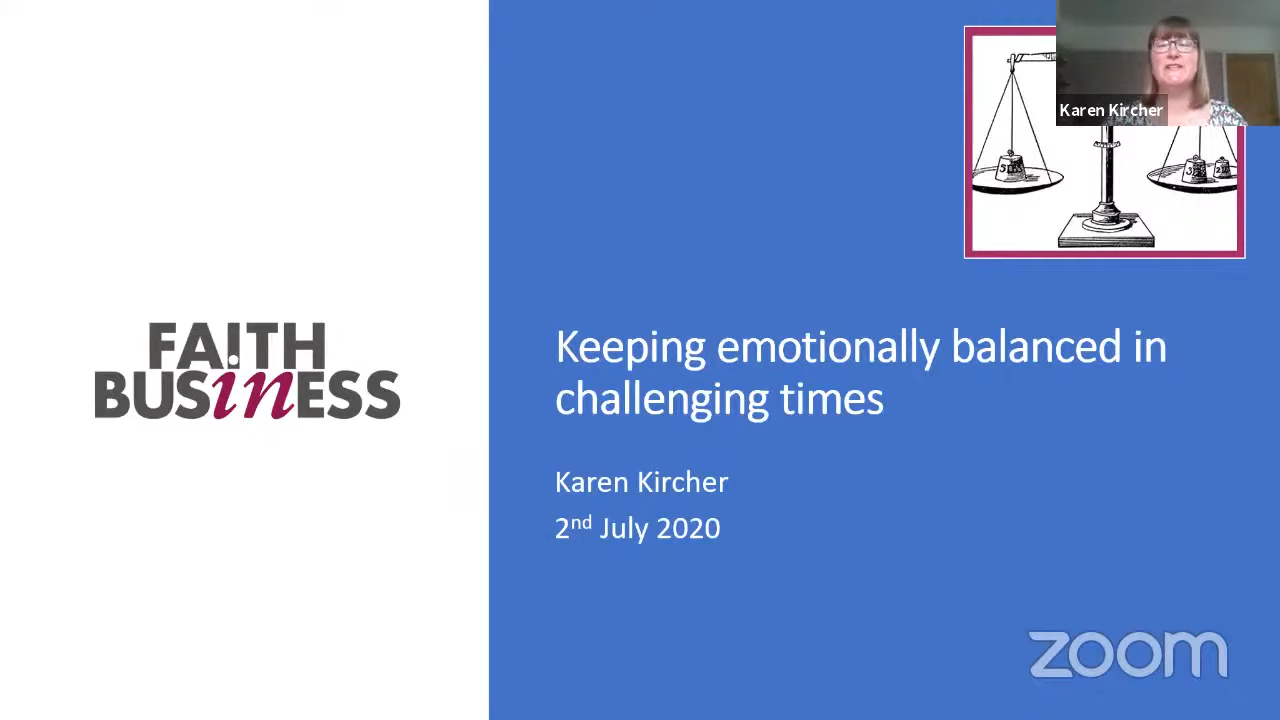 Karen Kircher
FAITH
BUSinESS
Keeping emotionally balanced in
challenging times
Karen Kircher
2nd July 2020
zoom